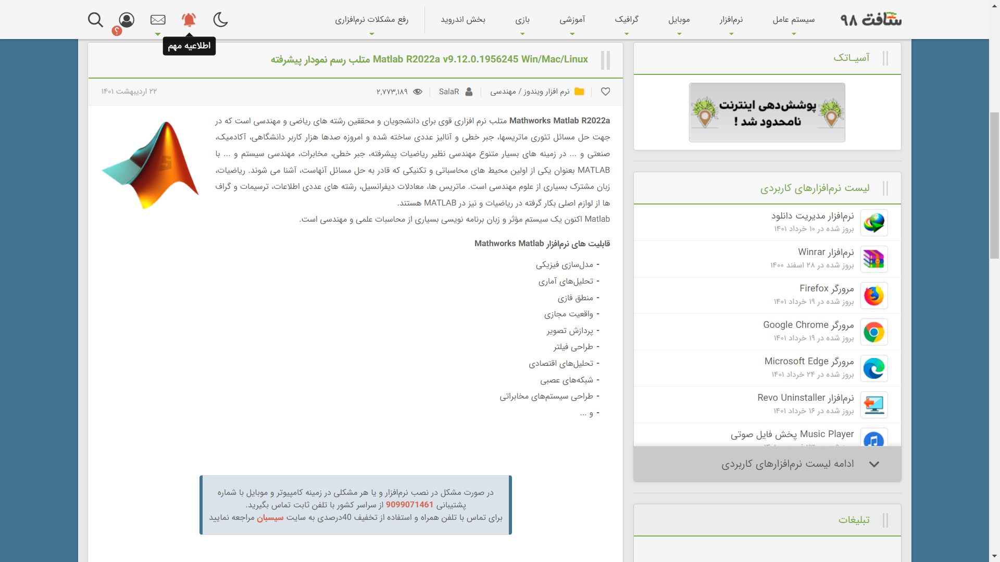 سافت ۹۸
سیستم عامل
نرم‌افزار
موبایل
گرافیک
آموزشی
بازی
بخش اندروید
رفع مشکلات نرم‌افزاری
؟
اطلاعیه مهم
آسیـاتک
پوشش‌دهی اینترنت
نامحدود شد !
لیست نرم‌افزارهای کاربردی
نرم‌افزار مدیریت دانلود
بروز شده در ۱۰ خرداد ۱۴۰۱
نرم‌افزار Winrar
بروز شده در ۲۸ اسفند ۱۴۰۰
مرورگر Firefox
بروز شده در ۱۹ خرداد ۱۴۰۱
مرورگر Google Chrome
بروز شده در ۱۹ خرداد ۱۴۰۱
مرورگر Microsoft Edge
بروز شده در ۲۴ خرداد ۱۴۰۱
نرم‌افزار Revo Uninstaller
بروز شده در ۱۶ خرداد ۱۴۰۱
Music Player پخش فایل صوتی
ادامه لیست نرم‌افزارهای کاربردی
تبلیغات
Matlab R2022a v9.12.0.1956245 Win/Mac/Linux متلب رسم نمودار پیشرفته
نرم افزار ویندوز / مهندسی
SalaR
۲,۷۷۳,۱۸۹
۲۲ اردیبهشت ۱۴۰۱
Mathworks Matlab R2022a متلب نرم افزاری قوی برای دانشجویان و محققین رشته های ریاضی و مهندسی است که در
جهت حل مسائل تئوری ماتریسها، جبر خطی و آنالیز عددی ساخته شده و امروزه صدها هزار کاربر دانشگاهی، آکادمیک،
صنعتی و ... در زمینه های بسیار متنوع مهندسی نظیر ریاضیات پیشرفته، جبر خطی، مخابرات، مهندسی سیستم و ... با
MATLAB بعنوان یکی از اولین محیط های محاسباتی و تکنیکی که قادر به حل مسائل آنهاست، آشنا می شوند. ریاضیات،
زبان مشترک بسیاری از علوم مهندسی است. ماتریس ها، معادلات دیفرانسیل، رشته های عددی اطلاعات، ترسیمات و گراف
ها از لوازم اصلی بکار گرفته در ریاضیات و نیز در MATLAB هستند.
Matlab اکنون یک سیستم مؤثر و زبان برنامه نویسی بسیاری از محاسبات علمی و مهندسی است.
قابلیت های نرم‌افزار Mathworks Matlab
- مدل‌سازی فیزیکی
- تحلیل‌های آماری
- منطق فازی
- واقعیت مجازی
- پردازش تصویر
- طراحی فیلتر
- تحلیل‌های اقتصادی
- شبکه‌های عصبی
- طراحی سیستم‌های مخابراتی
- و ...
در صورت مشکل در نصب نرم‌افزار و یا هر مشکلی در زمینه کامپیوتر و موبایل با شماره
پشتیبانی 9099071461 از سراسر کشور با تلفن ثابت تماس بگیرید.
برای تماس با تلفن همراه و استفاده از تخفیف 40درصدی به سایت سیسبان مراجعه نمایید